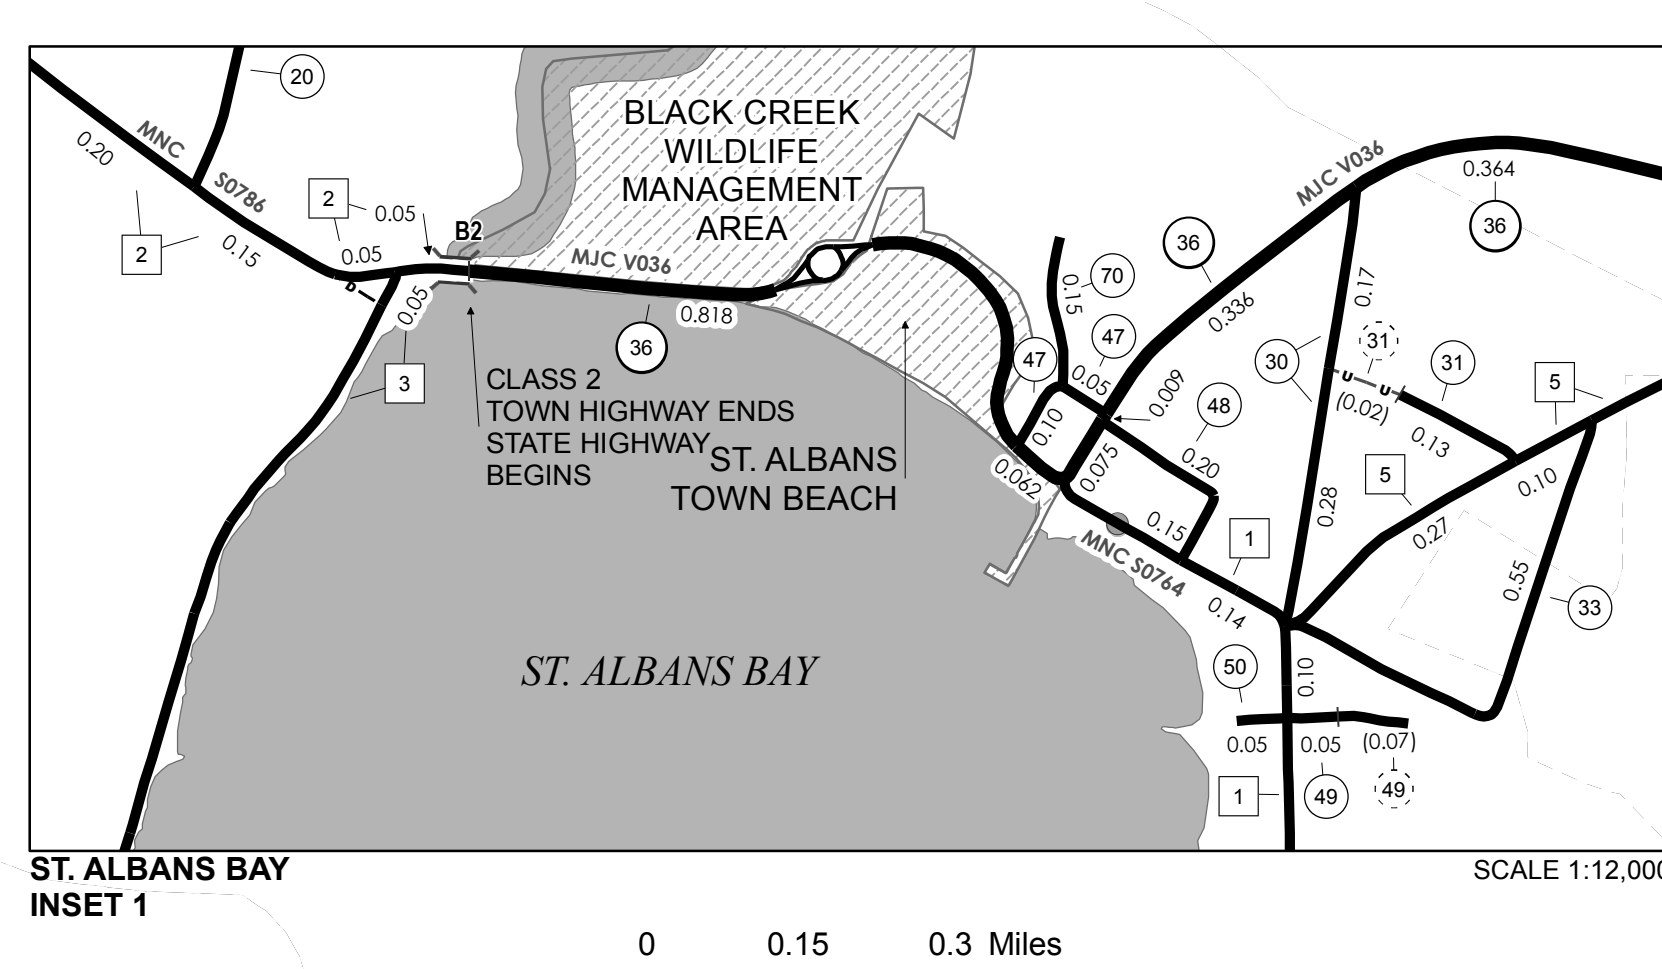 20
MNC
0.20
S0786
2
0.05
B2
0.15
2
0.05
0.05
3
BLACK CREEK
WILDLIFE
MANAGEMENT
AREA
MJC V036
0.818
36
CLASS 2
TOWN HIGHWAY ENDS
STATE HIGHWAY
BEGINS
ST. ALBANS
TOWN BEACH
MJC V036
0.364
36
36
0.336
70
0.15
47
47
0.05
0.009
48
0.10
0.075
0.20
0.062
0.15
MNC S0764
1
0.14
0.17
30
31
U
U
(0.02)
31
0.13
5
5
0.10
0.27
0.28
0.55
33
50
0.10
0.05
0.05
(0.07)
1
49
49
D
ST. ALBANS BAY
ST. ALBANS BAY
INSET 1
SCALE 1:12,000
0 0.15 0.3 Miles